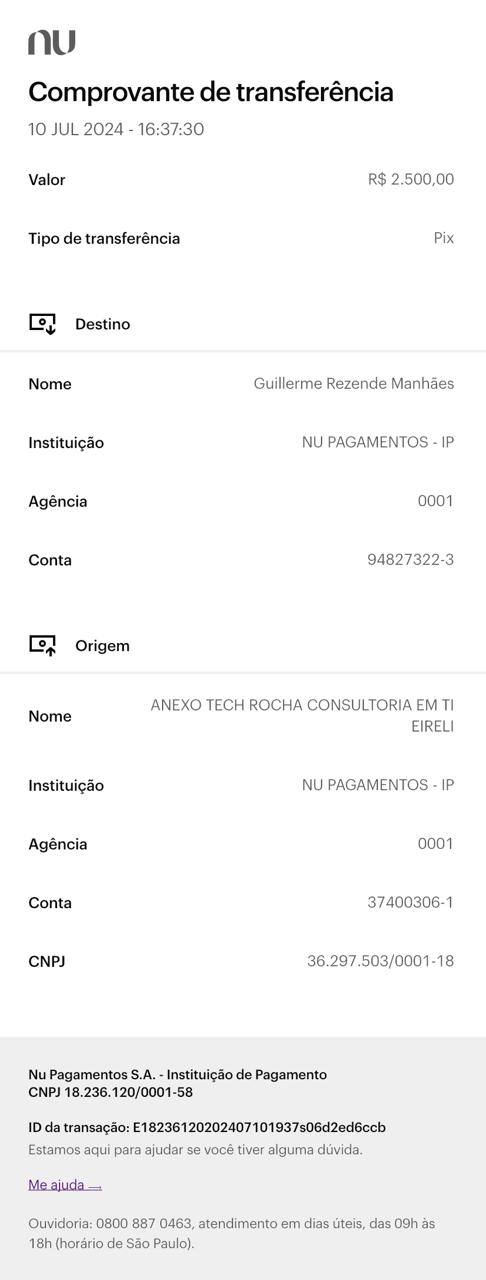 nu
Comprovante de transferência
10 JUL 2024 - 16:37:30
Valor R$ 2.500,00
Tipo de transferência Pix
Destino
Nome Guillerme Rezende Manhães
Instituição NU PAGAMENTOS - IP
Agência 0001
Conta 94827322-3
Origem
Nome ANEXO TECH ROCHA CONSULTORIA EM TI
EIRELI
Instituição NU PAGAMENTOS - IP
Agência 0001
Conta 37400306-1
CNPJ 36.297.503/0001-18
Nu Pagamentos S.A. - Instituição de Pagamento
CNPJ 18.236.120/0001-58
ID da transação: E18236120202407101937s06d2ed6ccb
Estamos aqui para ajudar se você tiver alguma dúvida.
Me ajuda →
Ouvidoria: 0800 887 0463, atendimento em dias úteis, das 09h às
18h (horário de São Paulo).